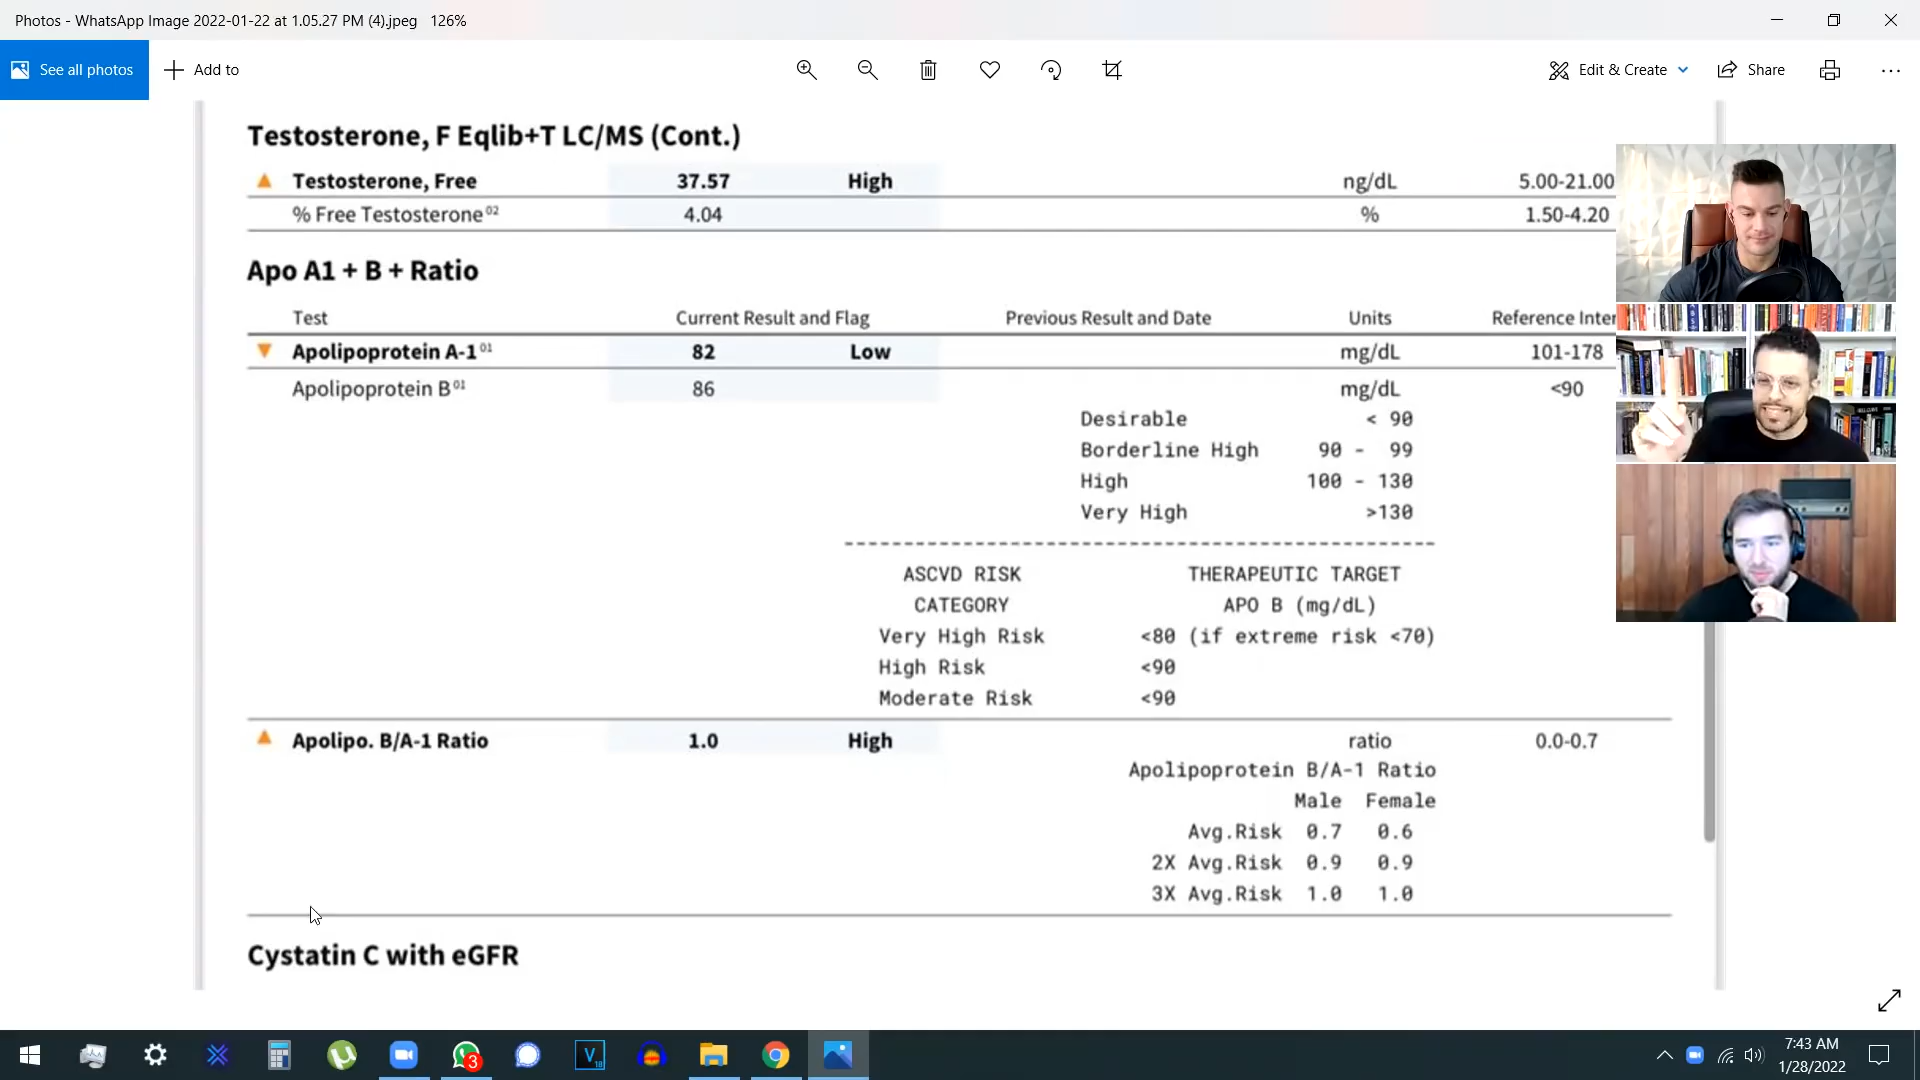 Photos - WhatsApp Image 2022-01-22 at 1.05.27 PM (4).jpeg 126%
See all photos
Add to
Edit & Create
Share
Testosterone, F Eqlib+T LC/MS (Cont.)
Testosterone, Free 37.57 High ng/dL 5.00-21.00
% Free Testosterone 02 4.04 % 1.50-4.20
Apo A1 + B + Ratio
Test Current Result and Flag Previous Result and Date Units Reference Inter
Apolipoprotein A-1 01 82 Low mg/dL 101-178
Apolipoprotein B 01 86 mg/dL <90
Desirable < 90
Borderline High 90 - 99
High 100 - 130
Very High >130
ASCVD RISK THERAPEUTIC TARGET
CATEGORY APO B (mg/dL)
Very High Risk <80 (if extreme risk <70)
High Risk <90
Moderate Risk <90
Apolipo. B/A-1 Ratio 1.0 High ratio 0.0-0.7
Apolipoprotein B/A-1 Ratio
Male Female
Avg.Risk 0.7 0.6
2X Avg.Risk 0.9 0.9
3X Avg.Risk 1.0 1.0
Cystatin C with eGFR
3
7:43 AM
1/28/2022